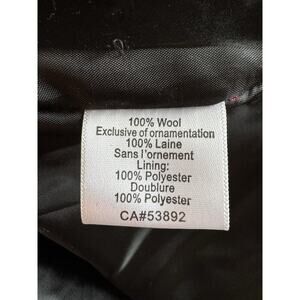 100% Wool
Exclusive of ornamentation
100% Laine
Sans l'ornement
Lining:
100% Polyester
Doublure
100% Polyester
CA#53892